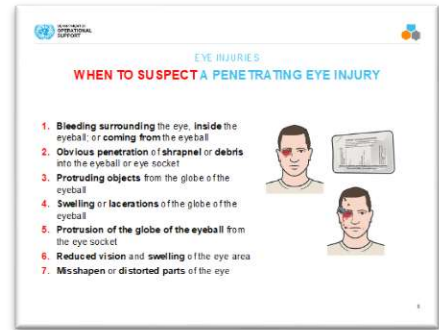 DEPARTMENT OF
OPERATIONAL
SUPPORT
EYE INJURIES
WHEN TO SUSPECT A PENETRATING EYE INJURY
1. Bleeding surrounding the eye, inside the
eyeball; or coming from the eyeball
2. Obvious penetration of shrapnel or debris
into the eyeball or eye socket
3. Protruding objects from the globe of the
eyeball
4. Swelling or lacerations of the globe of the
eyeball
5. Protrusion of the globe of the eyeball from
the eye socket
6. Reduced vision and swelling of the eye area
7. Misshapen or distorted parts of the eye